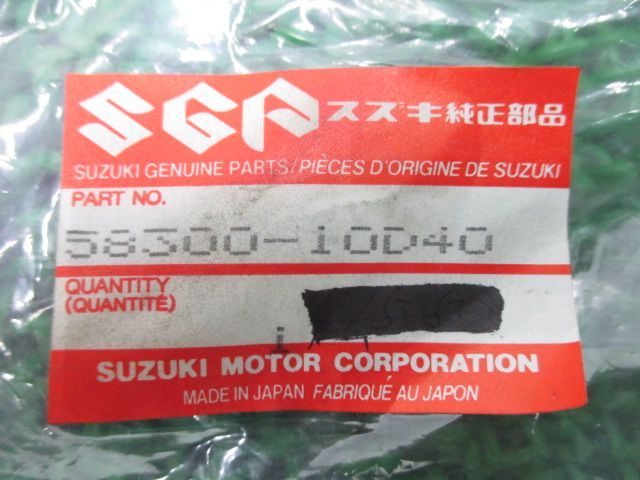 SGP スズキ純正部品
SUZUKI GENUINE PARTS/PIÈCES D'ORIGINE DE SUZUKI
PART NO.
58300-10D40
QUANTITY
(QUANTITÉ)
1
SUZUKI MOTOR CORPORATION
MADE IN JAPAN FABRIQUÉ AU JAPON